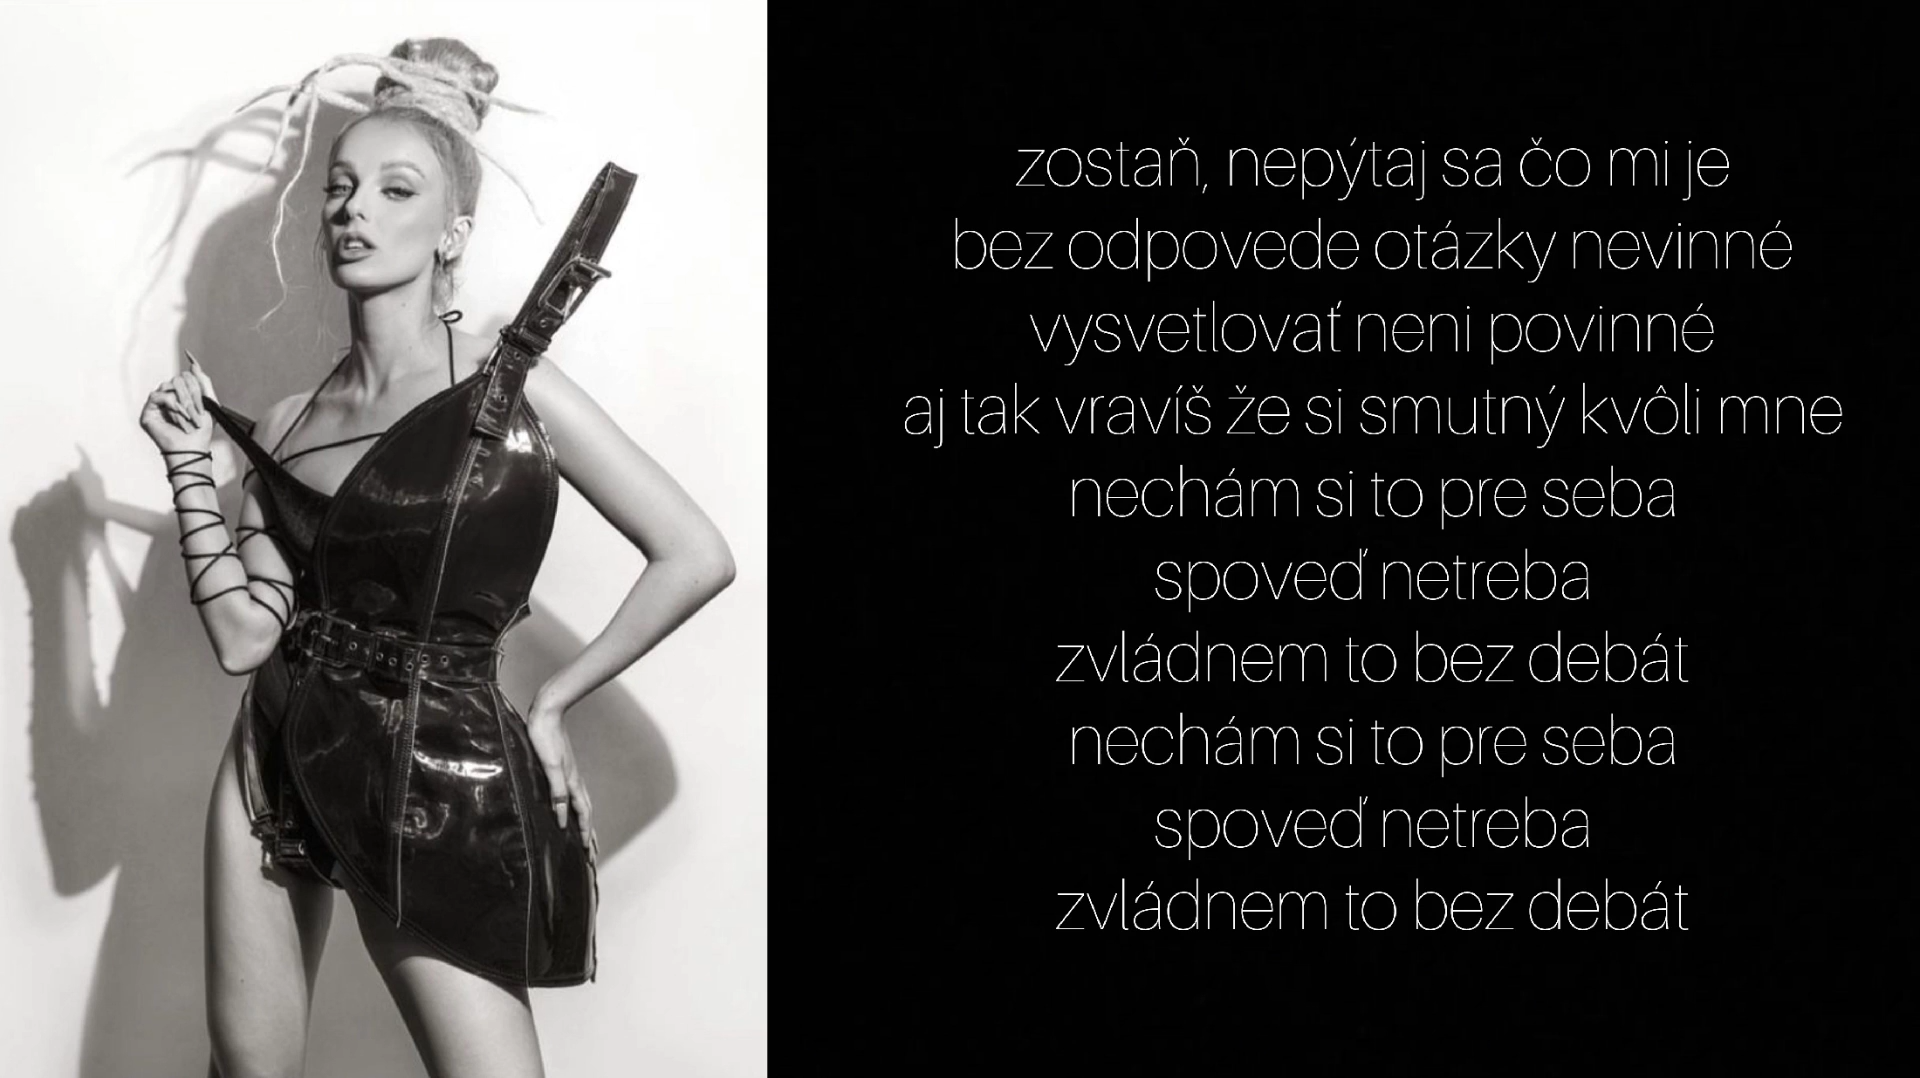 zostaň, nepýtaj sa čo mi je
bez odpovede otázky nevinné
vysvetlovať neni povinné
aj tak vravíš že si smutný kvôli mne
nechám si to pre seba
spoveď netreba
zvládnem to bez debát
nechám si to pre seba
spoveď netreba
zvládnem to bez debát